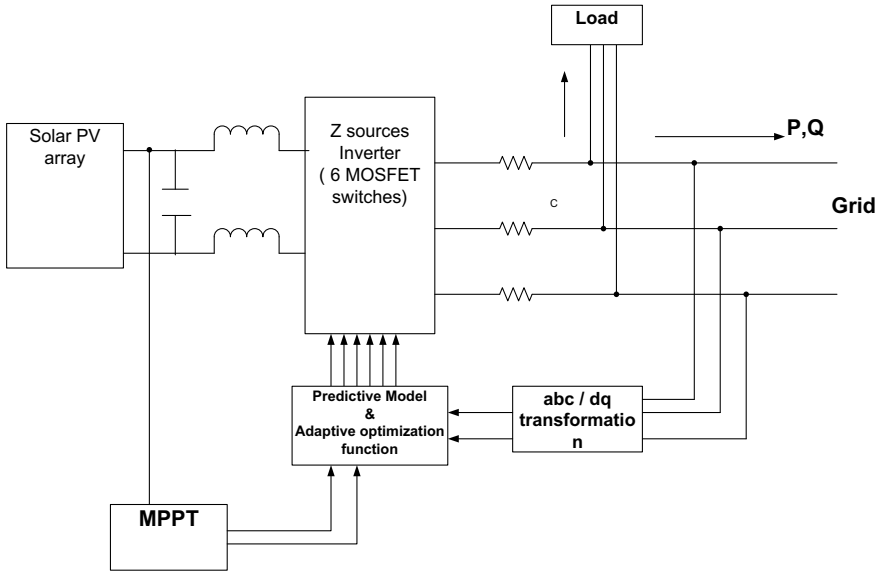 Load
Solar PV
array
Z sources
Inverter
( 6 MOSFET
switches)
P,Q
C
Grid
Predictive Model
&
Adaptive optimization
function
abc / dq
transformatio
n
MPPT